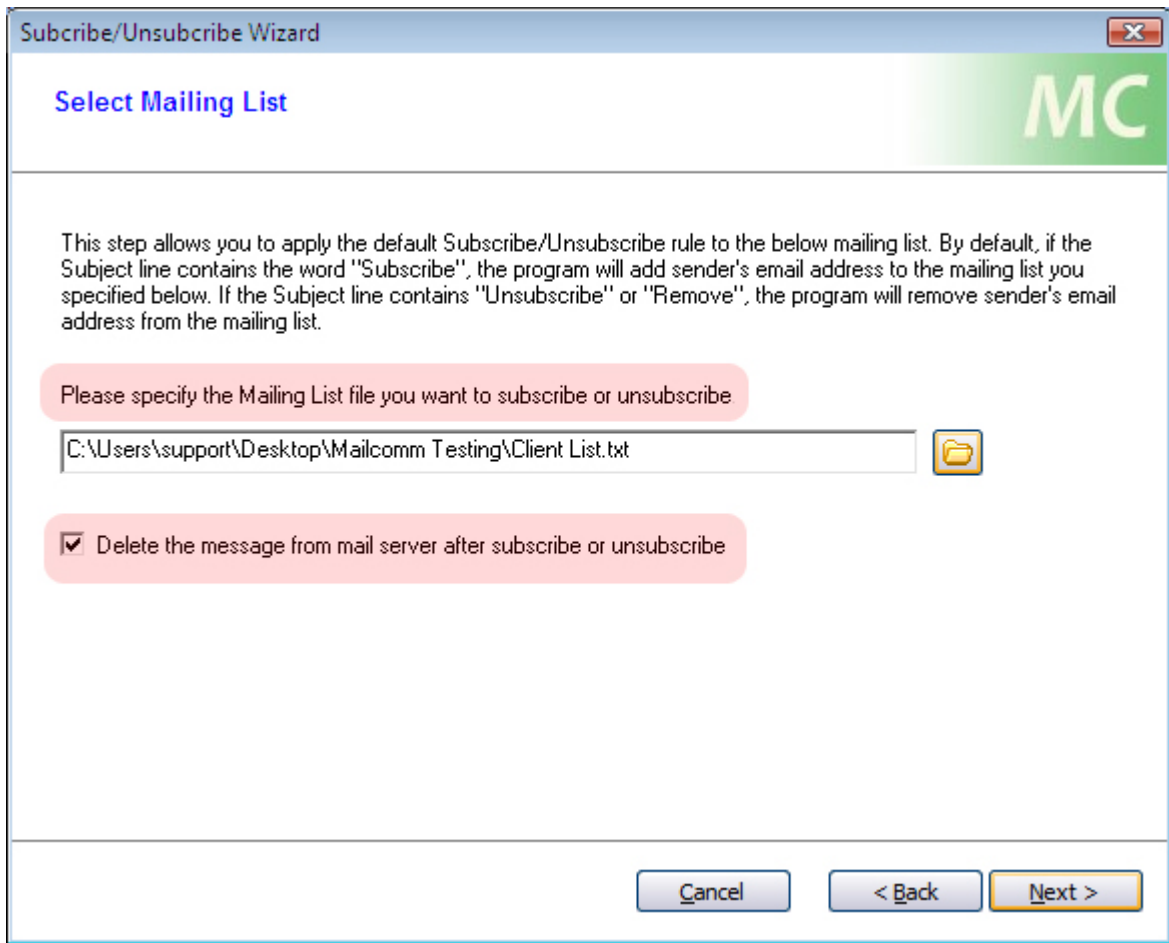 Subcribe/Unsubcribe Wizard
Select Mailing List
MC
This step allows you to apply the default Subscribe/Unsubscribe rule to the below mailing list. By default, if the
Subject line contains the word "Subscribe", the program will add sender's email address to the mailing list you
specified below. If the Subject line contains "Unsubscribe" or "Remove", the program will remove sender's email
address from the mailing list.
Please specify the Mailing List file you want to subscribe or unsubscribe
C:\Users\support\Desktop\Mailcomm Testing\Client List.txt
Delete the message from mail server after subscribe or unsubscribe
Cancel < Back Next >